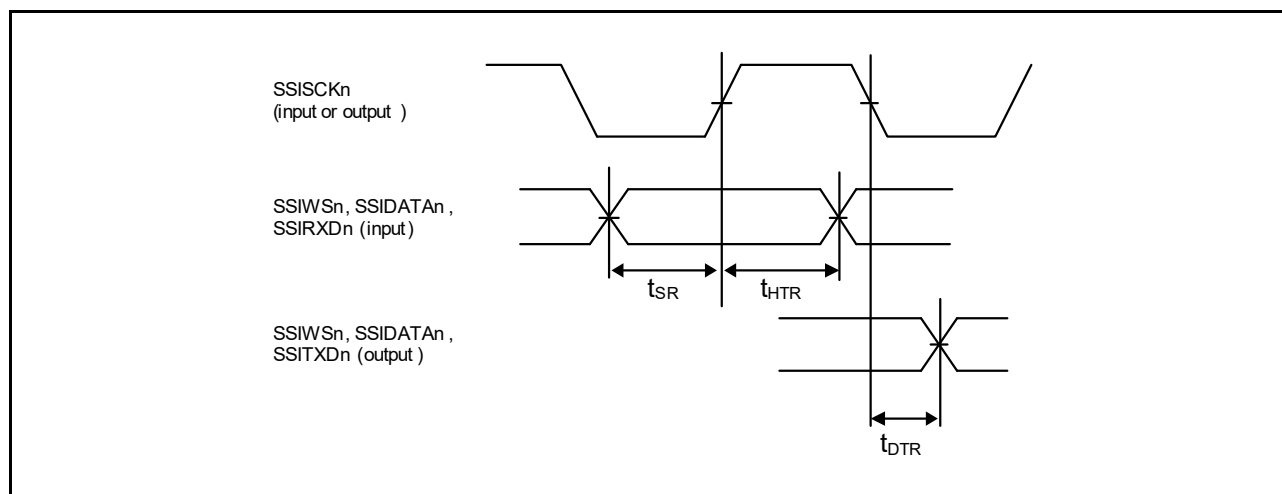 SSISCKn
(input or output )
SSIWSn, SSIDATAn ,
SSIRXDn (input)
tSR
tHTR
SSIWSn, SSIDATAn ,
SSITXDn (output )
tDTR